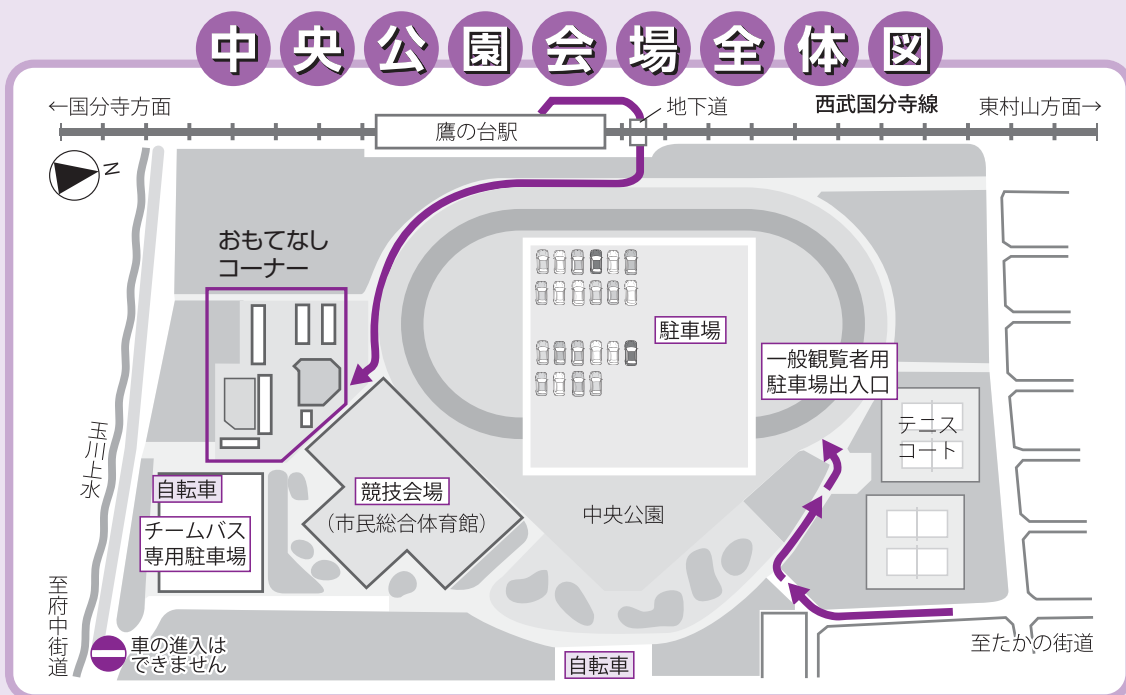 中央公園会場全体図
←国分寺方面
鷹の台駅
地下道
西武国分寺線
東村山方面→
N
おもてなし
コーナー
駐車場
一般観覧者用
駐車場出入口
テニス
コート
玉川上水
自転車
チームバス
専用駐車場
競技会場
(市民総合体育館)
中央公園
至府中街道
車の進入は
できません
自転車
至たかの街道